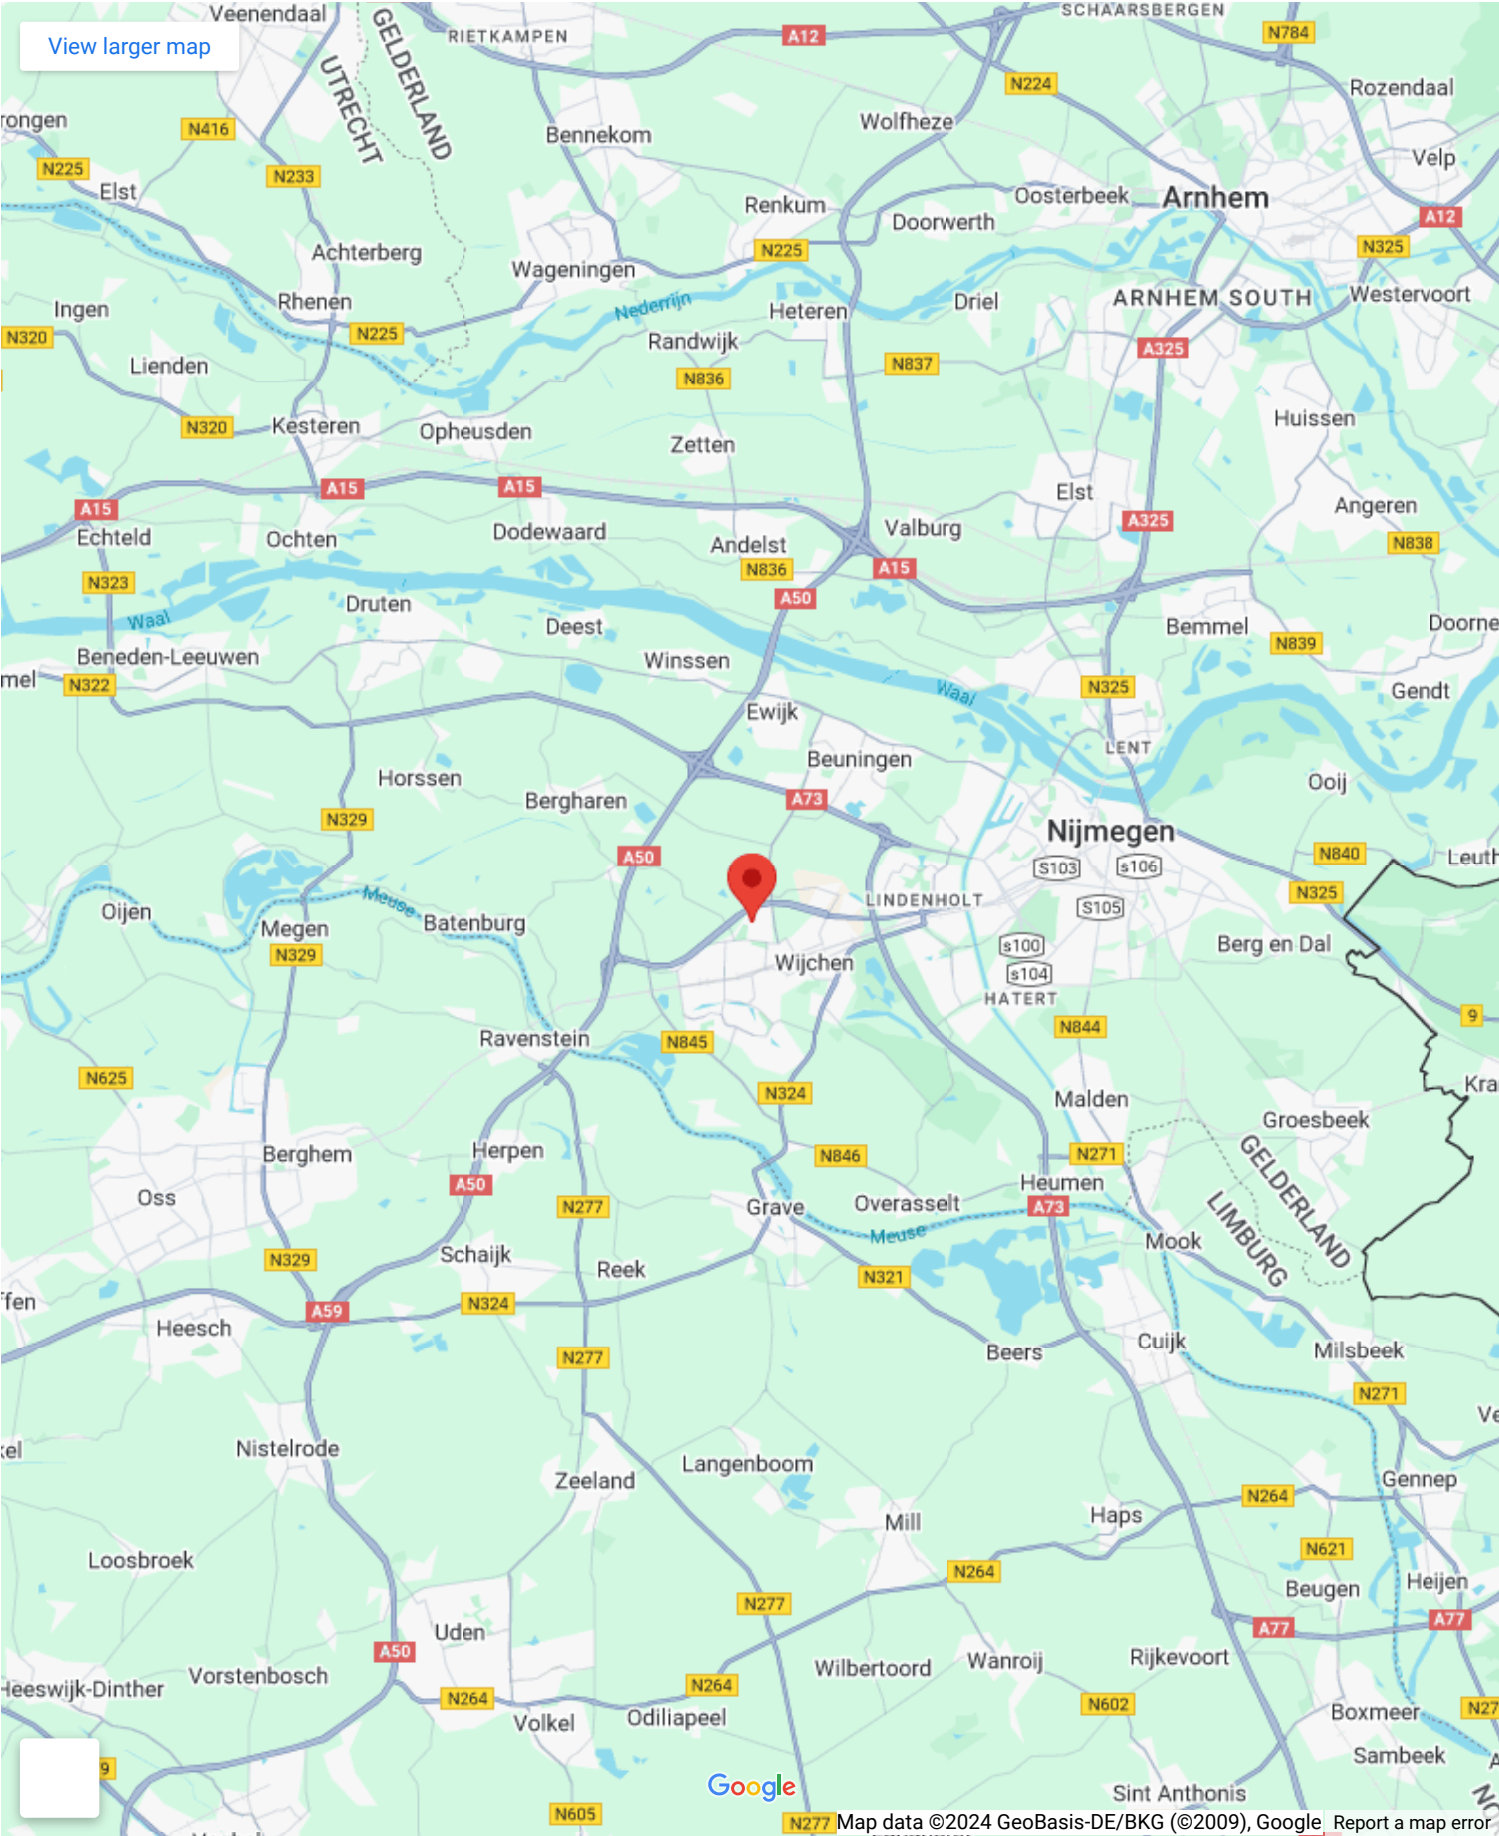 Veenendaal
SCHAARSBERGEN
RIETKAMPEN
A12
N784
View larger map
GELDERLAND
UTRECHT
N224
Rozendaal
N416
Bennekom
Wolfheze
Velp
N225
N233
Elst
Renkum
Oosterbeek
Arnhem
Doorwerth
A12
Achterberg
N225
N325
Wageningen
Rhenen
Nederrijn
Heteren
Driel
ARNHEM SOUTH
Westervoort
Ingen
N320
N225
Randwijk
A325
Lienden
N836
N837
N320
Kesteren
Opheusden
Zetten
Huissen
A15
A15
Elst
A15
Angeren
Echteld
Ochten
Dodewaard
Andelst
Valburg
A325
N838
N323
N836
A15
A50
Druten
Waal
Deest
Bemmel
Doorne
N839
Beneden-Leeuwen
Winssen
mel
N322
Waal
N325
Gendt
Ewijk
LENT
Beuningen
Horssen
Bergharen
Ooij
A73
N329
Nijmegen
A50
S103
s106
N840
Leuth
Meuse
LINDENHOLT
S105
N325
Oijen
Megen
Batenburg
s100
Berg en Dal
N329
Wijchen
s104
HATERT
9
Ravenstein
N845
N844
N625
N324
Malden
Kra
Groesbeek
Berghem
Herpen
N846
N271
GELDERLAND
Oss
A50
Heumen
N277
Grave
Overasselt
A73
LIMBURG
Meuse
Mook
N329
Schaijk
Reek
N321
ffen
A59
N324
Heesch
Beers
Cuijk
Milsbeek
N277
N271
Ve
kel
Nistelrode
Langenboom
Zeeland
Gennep
N264
Mill
Haps
N621
Loosbroek
N264
Beugen
Heijen
N277
A77
A77
Uden
A50
Wilbertoord
Wanroij
Rijkevoort
Vorstenbosch
Heeswijk-Dinther
N264
N264
N602
N27
Volkel
Odiliapeel
Boxmeer
Sambeek
9
Google
Sint Anthonis
N605
N277
Map data ©2024 GeoBasis-DE/BKG (©2009), Google
Report a map error